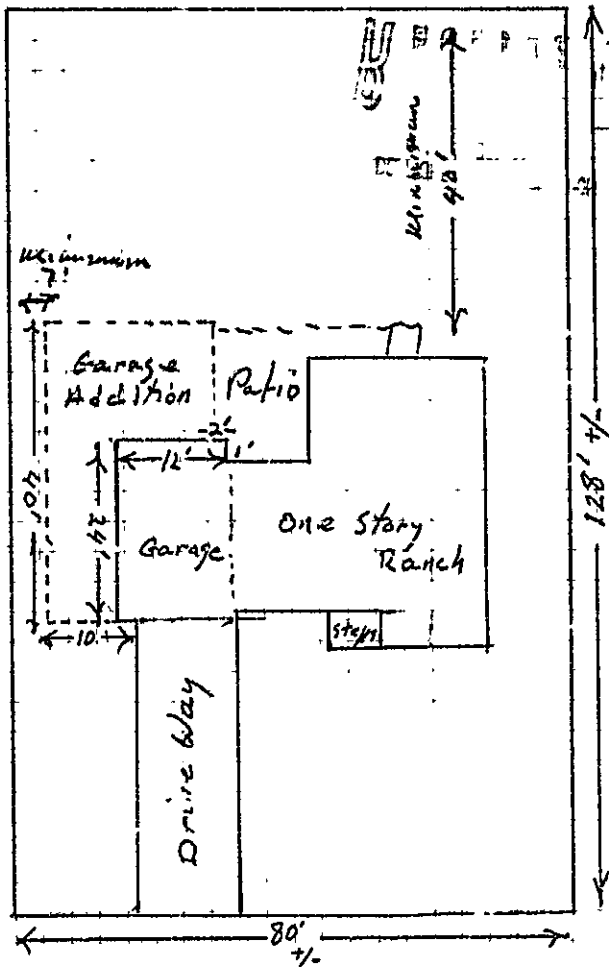 Minimum
40'
Minimum
7'
Garage
Addition
Patio
2'
12'
1'
40'
24'
Garage
One Story
Ranch
128' +/-
10'
Steps
Drive Way
80'
+/-